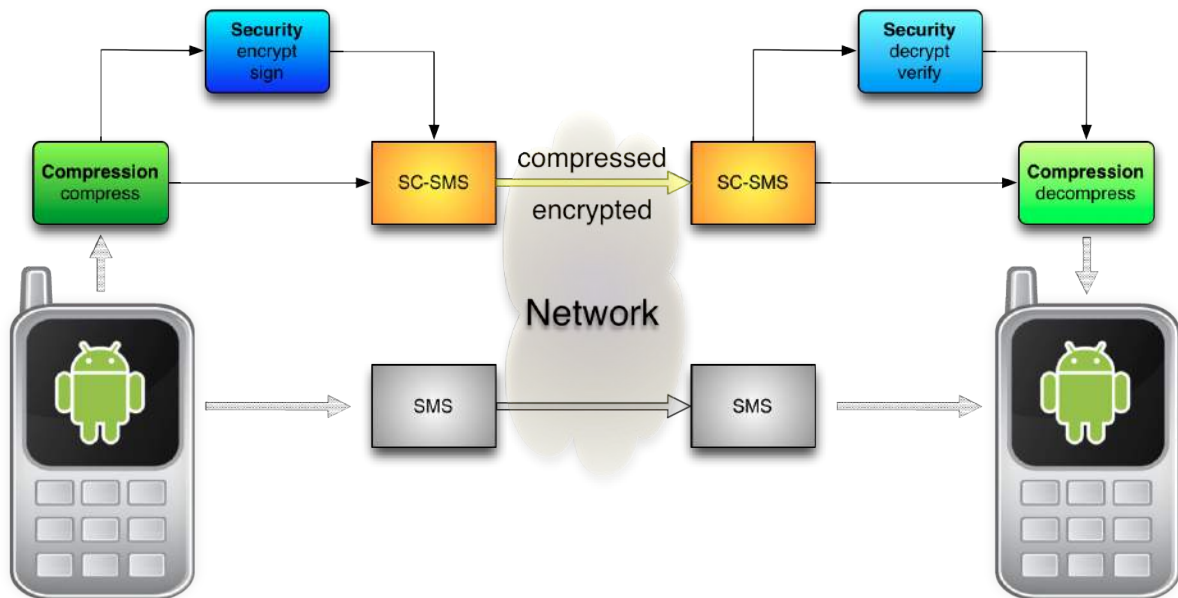 Security
encrypt
sign
Security
decrypt
verify
Compression
compress
SC-SMS
compressed
encrypted
SC-SMS
Compression
decompress
Network
SMS
SMS